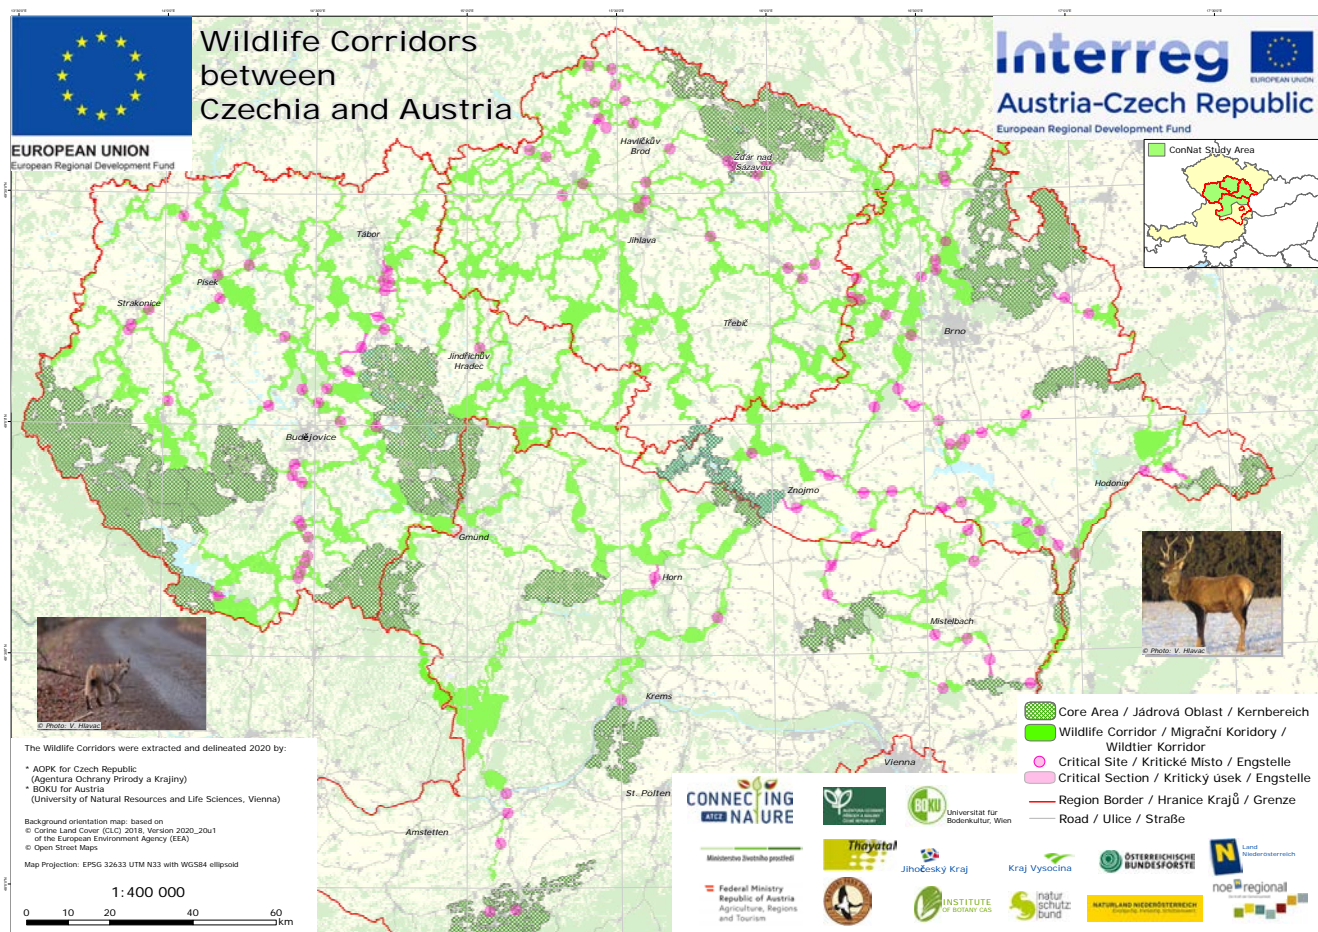 Wildlife Corridors
between
Czechia and Austria
EUROPEAN UNION
European Regional Development Fund
Interreg
EUROPEAN UNION
Austria-Czech Republic
European Regional Development Fund
ConNat Study Area
Havlíčkův
Brod
Žďár nad
Sázavou
Tábor
Jihlava
Písek
Strakonice
Třebíč
Brno
Jindřichův
Hradec
Budějovice
Znojmo
Hodonín
Gmünd
Horn
Mistelbach
Krems
Vienna
St. Pölten
Amstetten
© Photo: V. Hlavac
© Photo: V. Hlavac
The Wildlife Corridors were extracted and delineated 2020 by:
* AOPK for Czech Republic
(Agentura Ochrany Prírody a Krajiny)
* BOKU for Austria
(University of Natural Resources and Life Sciences, Vienna)
Background orientation map: based on
© Corine Land Cover (CLC) 2018, Version 2020_20u1
of the European Environment Agency (EEA)
© Open Street Maps
Map Projection: EPSG 32633 UTM N33 with WGS84 ellipsoid
1:400 000
0 10 20 40 60
km
Core Area / Jádrová Oblast / Kernbereich
Wildlife Corridor / Migrační Koridory /
Wildtier Korridor
Critical Site / Kritické Místo / Engstelle
Critical Section / Kritický úsek / Engstelle
Region Border / Hranice Krajů / Grenze
Road / Ulice / Straße
CONNECTING
ATCZ NATURE
BOKU
Universität für
Bodenkultur, Wien
Ministerstvo životního prostředí
Thayatal
Jihočeský Kraj
Kraj Vysocina
ÖSTERREICHISCHE
BUNDESFORSTE
N
Land
Niederösterreich
Federal Ministry
Republic of Austria
Agriculture, Regions
and Tourism
INSTITUTE
OF BOTANY CAS
natur
schutz
bund
NATURLAND NIEDERÖSTERREICH
noe regional